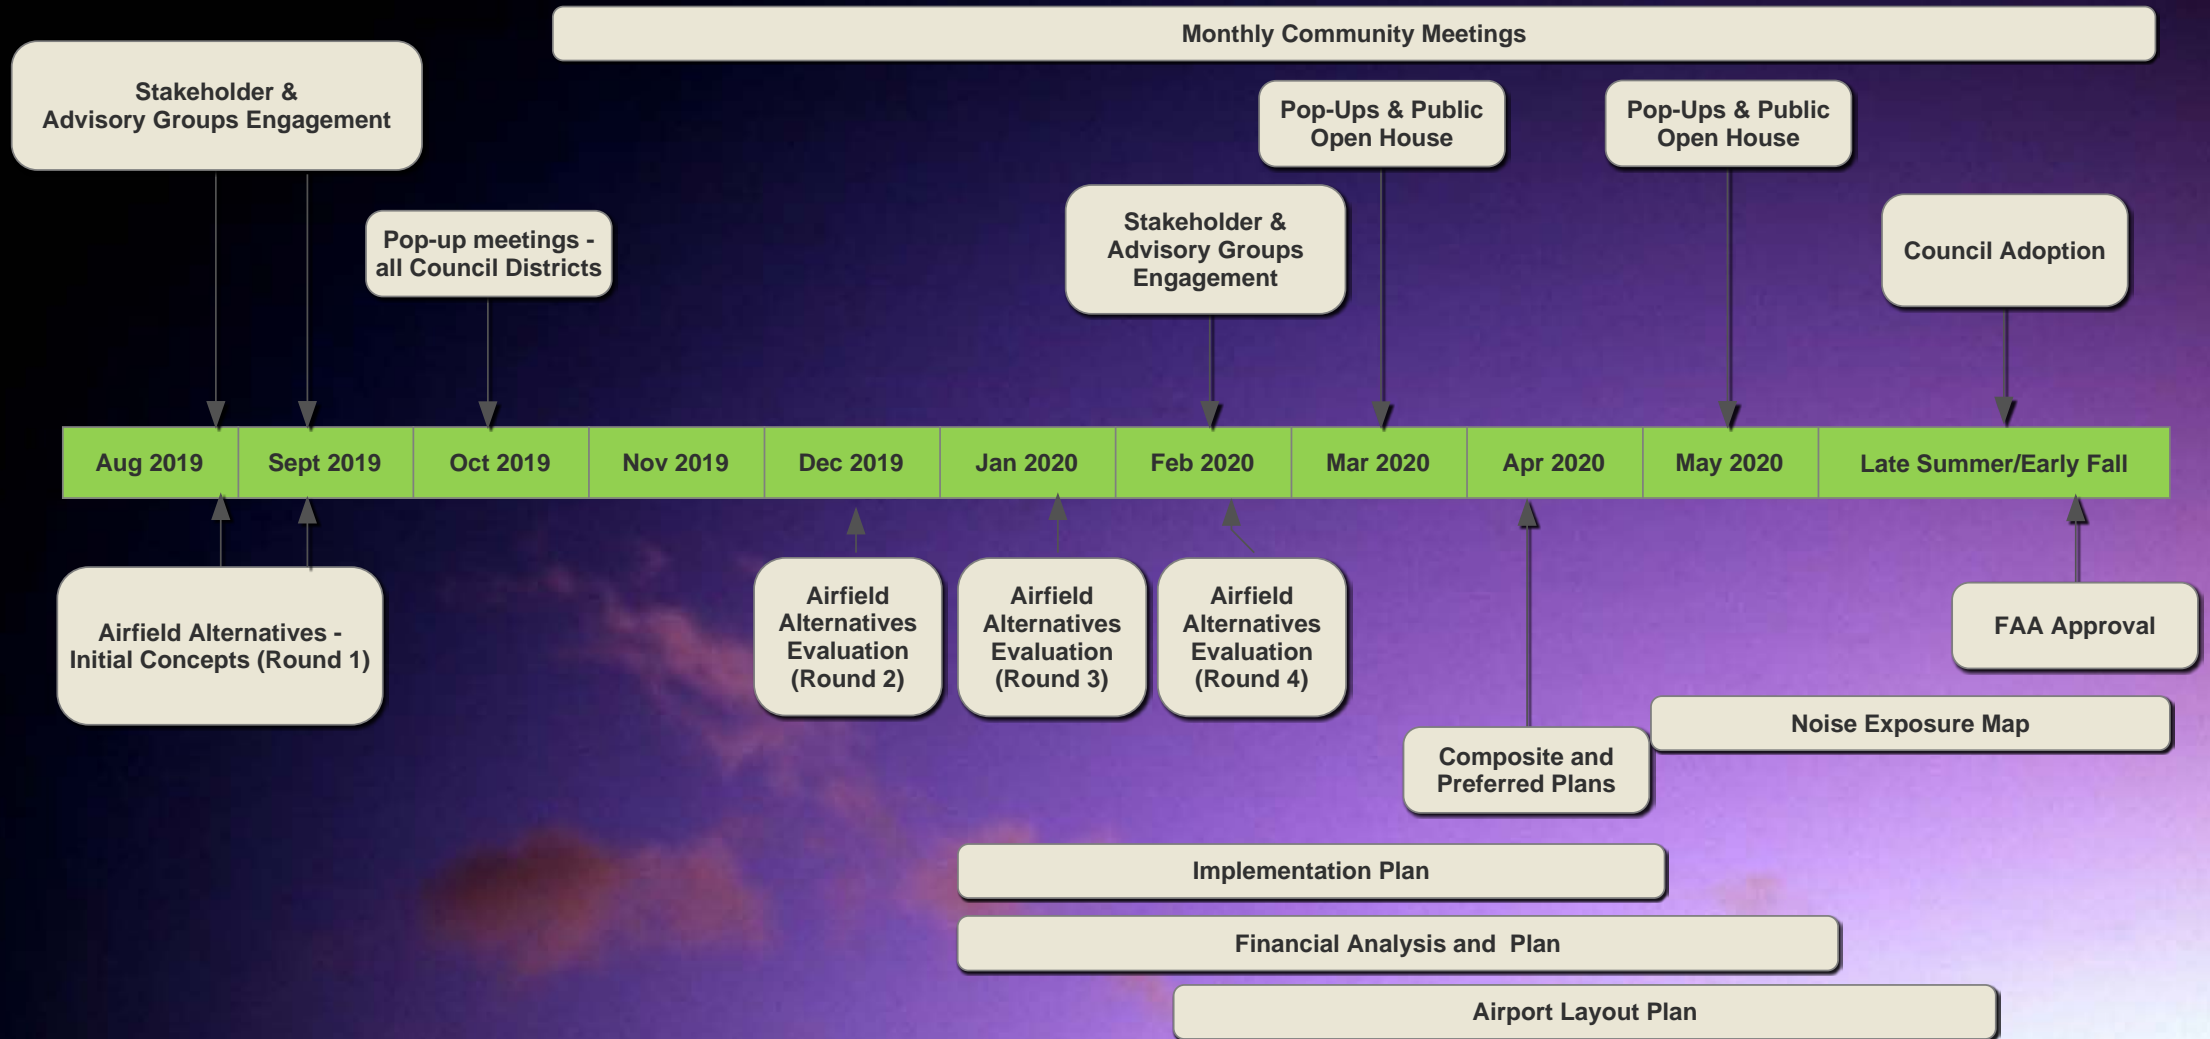 Monthly Community Meetings
Stakeholder &
Advisory Groups Engagement
Pop-Ups & Public
Open House
Pop-Ups & Public
Open House
Pop-up meetings -
all Council Districts
Stakeholder &
Advisory Groups
Engagement
Council Adoption
Aug 2019
Sept 2019
Oct 2019
Nov 2019
Dec 2019
Jan 2020
Feb 2020
Mar 2020
Apr 2020
May 2020
Late Summer/Early Fall
Airfield Alternatives -
Initial Concepts (Round 1)
Airfield
Alternatives
Evaluation
(Round 2)
Airfield
Alternatives
Evaluation
(Round 3)
Airfield
Alternatives
Evaluation
(Round 4)
FAA Approval
Noise Exposure Map
Composite and
Preferred Plans
Implementation Plan
Financial Analysis and  Plan
Airport Layout Plan